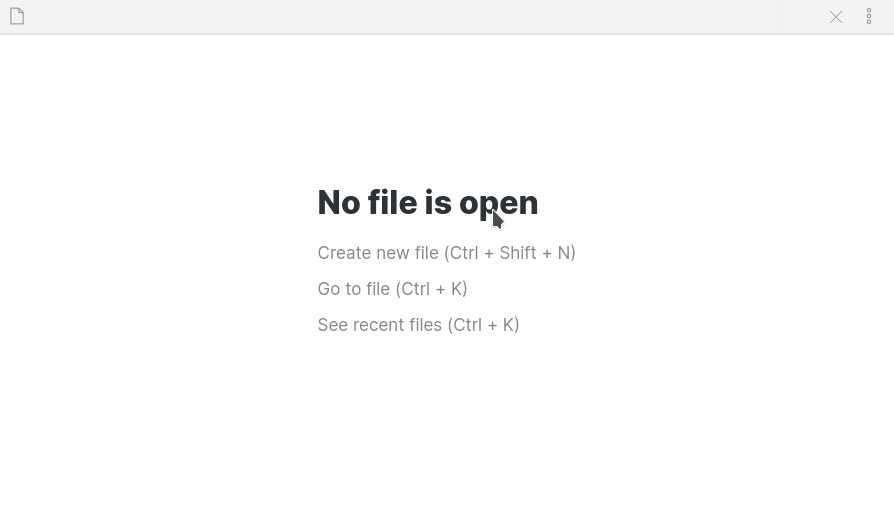 No file is open
Create new file (Ctrl + Shift + N)
Go to file (Ctrl + K)
See recent files (Ctrl + K)